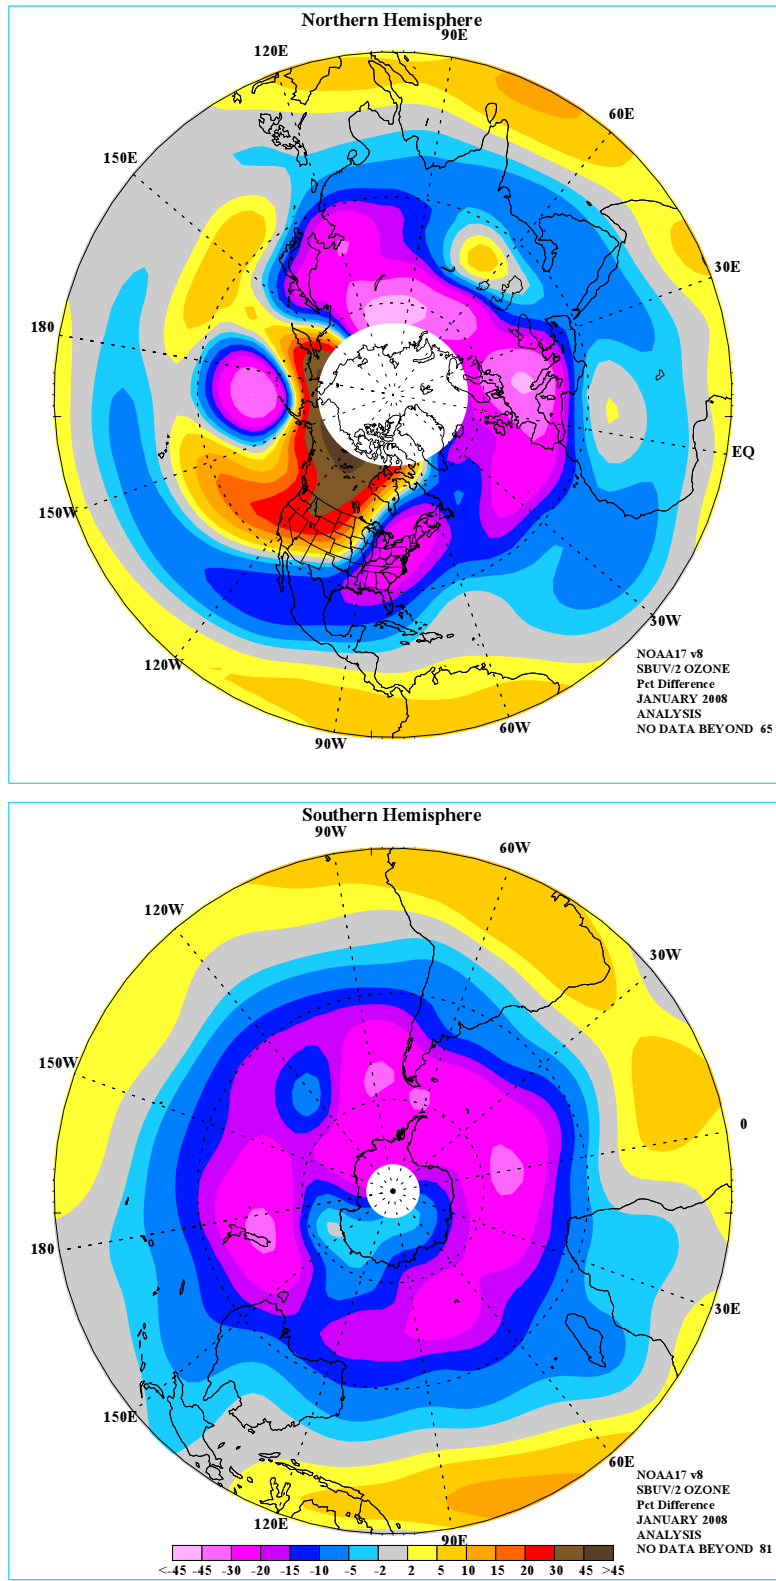 Northern Hemisphere
90E
120E
60E
150E
30E
180
EQ
150W
30W
120W
60W
90W
NOAA17 v8
SBUV/2 OZONE
Pct Difference
JANUARY 2008
ANALYSIS
NO DATA BEYOND 65
Southern Hemisphere
90W
60W
120W
30W
150W
0
180
30E
150E
60E
120E
90E
NOAA17 v8
SBUV/2 OZONE
Pct Difference
JANUARY 2008
ANALYSIS
NO DATA BEYOND 81
<-45 -45 -30 -20 -15 -10 -5 -2 2 5 10 15 20 30 45 >45